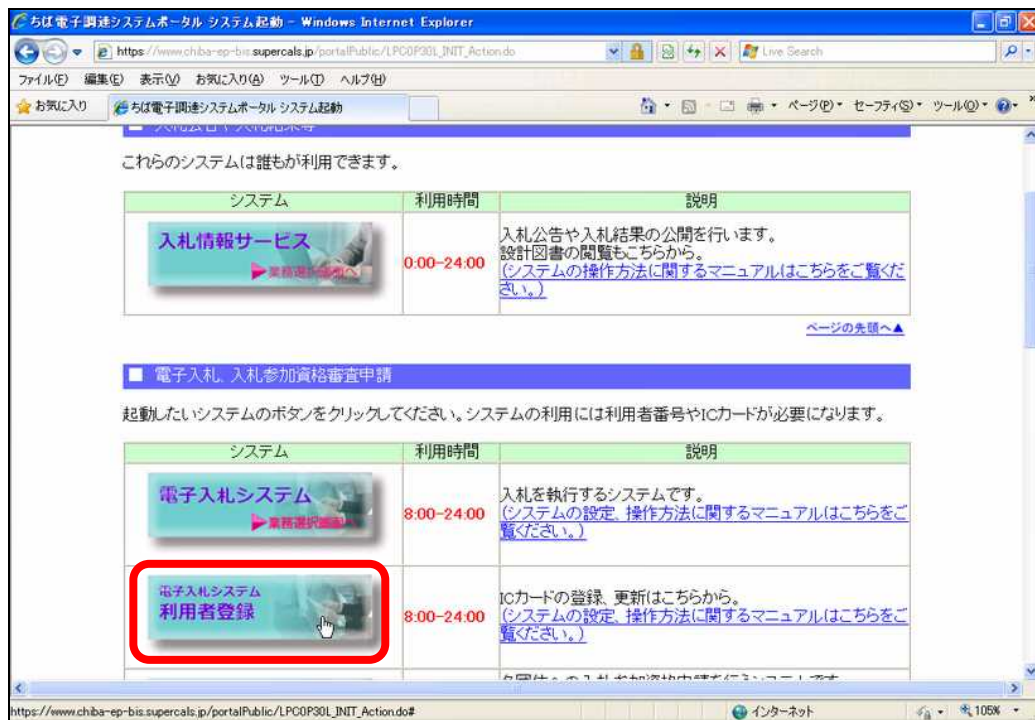 ちば電子調達システムポータル システム起動 - Windows Internet Explorer
https://www.chiba-ep-bis.supercals.jp/portalPublic/LPC0P30L_INIT_Action.do
Live Search
ファイル(F) 編集(E) 表示(V) お気に入り(A) ツール(T) ヘルプ(H)
お気に入り ちば電子調達システムポータル システム起動 ページ(P) セーフティ(S) ツール(O)
■ 入札公告や入札結果等
これらのシステムは誰もが利用できます。
システム 利用時間 説明
入札情報サービス
▶業務選択画面へ
0:00-24:00
入札公告や入札結果の公開を行います。
設計図書の閲覧もこちらから。
(システムの操作方法に関するマニュアルはこちらをご覧くだ
さい。)
ページの先頭へ▲
■ 電子入札、入札参加資格審査申請
起動したいシステムのボタンをクリックしてください。システムの利用には利用者番号やICカードが必要になります。
システム 利用時間 説明
電子入札システム
▶業務選択画面へ
8:00-24:00
入札を執行するシステムです。
(システムの設定、操作方法に関するマニュアルはこちらをご
覧ください。)
電子入札システム
利用者登録
8:00-24:00
ICカードの登録、更新はこちらから。
(システムの設定、操作方法に関するマニュアルはこちらをご
覧ください。)
https://www.chiba-ep-bis.supercals.jp/portalPublic/LPC0P30L_INIT_Action.do# インターネット 105%